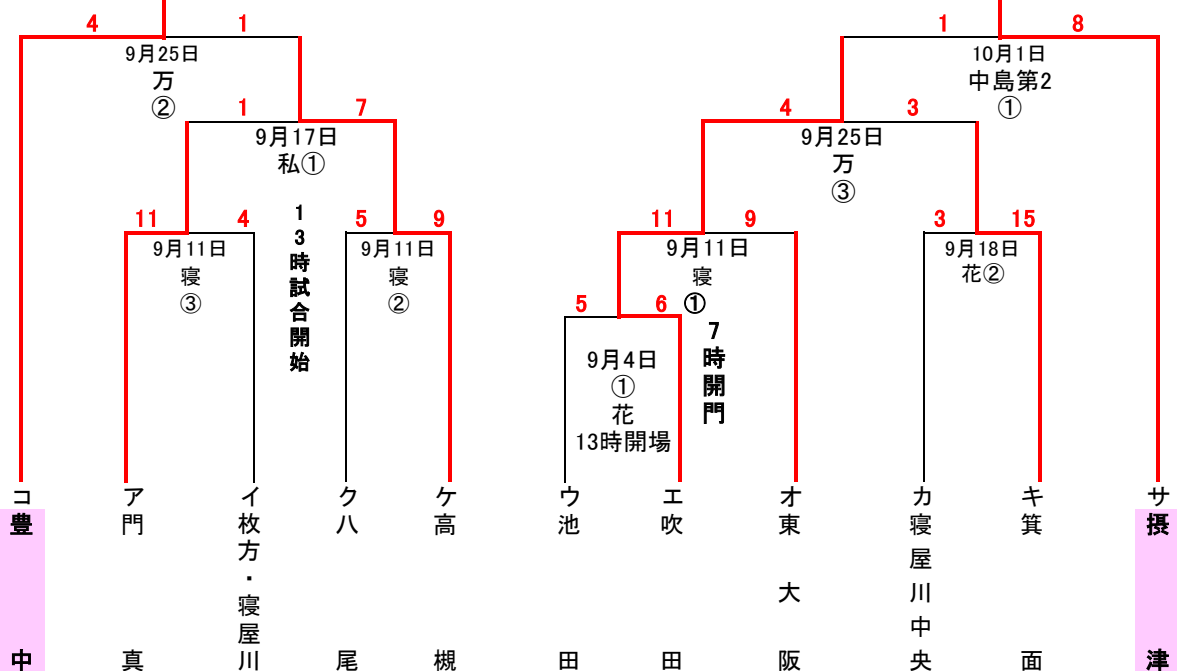 4 1
9月25日
万
②
1 7
9月17日
私①
11 4
9月11日
寝
③
13時試合開始
5 9
9月11日
寝
②
1 8
10月1日
中島第2
①
4 3
9月25日
万
③
11 9
9月11日
寝
①
7時開門
3 15
9月18日
花②
5 6
9月4日
①
花
13時開場
コ豊中
ア門真
イ枚方・寝屋川
ク八尾
ケ高槻
ウ池田
エ吹田
オ東大阪
カ寝屋川中央
キ箕面
サ摂津